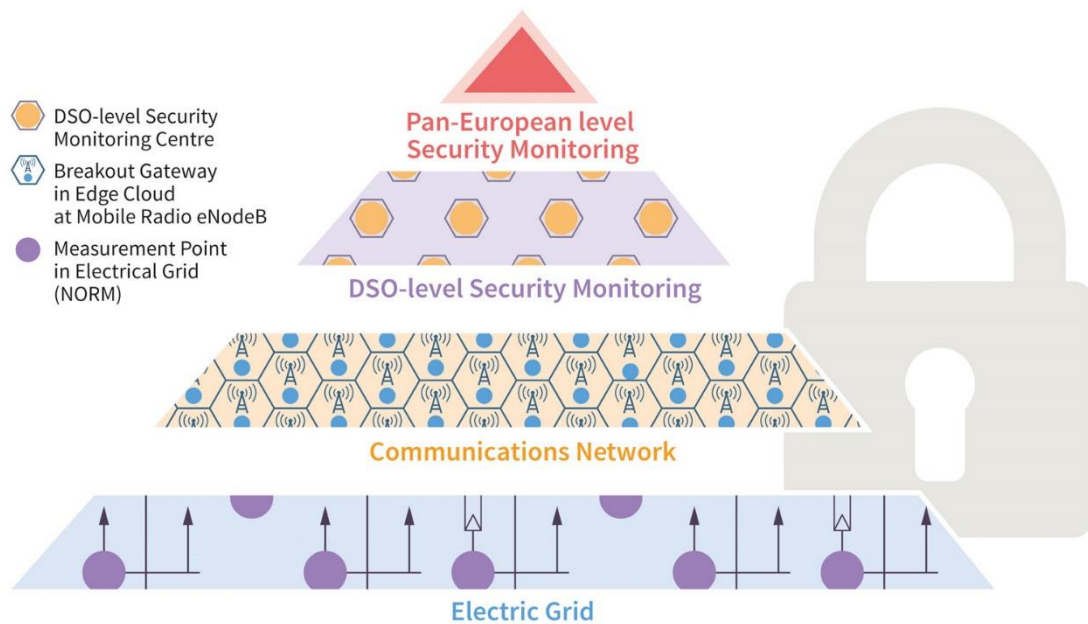 Pan-European level
Security Monitoring
DSO-level Security
Monitoring Centre
Breakout Gateway
in Edge Cloud
at Mobile Radio eNodeB
Measurement Point
in Electrical Grid
(NORM)
DSO-level Security Monitoring
Communications Network
Electric Grid